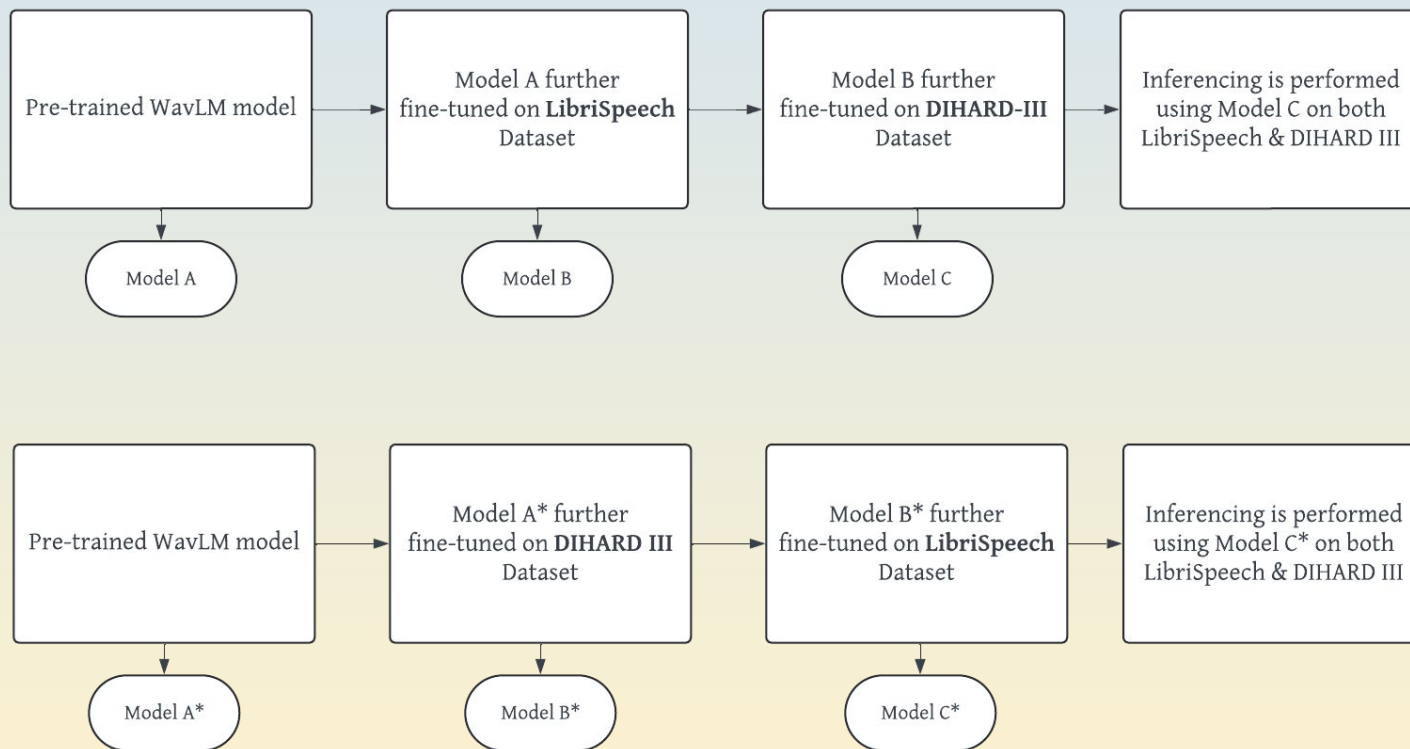 Pre-trained WavLM model
Model A further
fine-tuned on LibriSpeech
Dataset
Model B further
fine-tuned on DIHARD-III
Dataset
Inferencing is performed
using Model C on both
LibriSpeech & DIHARD III
Model A
Model B
Model C
Pre-trained WavLM model
Model A* further
fine-tuned on DIHARD III
Dataset
Model B* further
fine-tuned on LibriSpeech
Dataset
Inferencing is performed
using Model C* on both
LibriSpeech & DIHARD III
Model A*
Model B*
Model C*